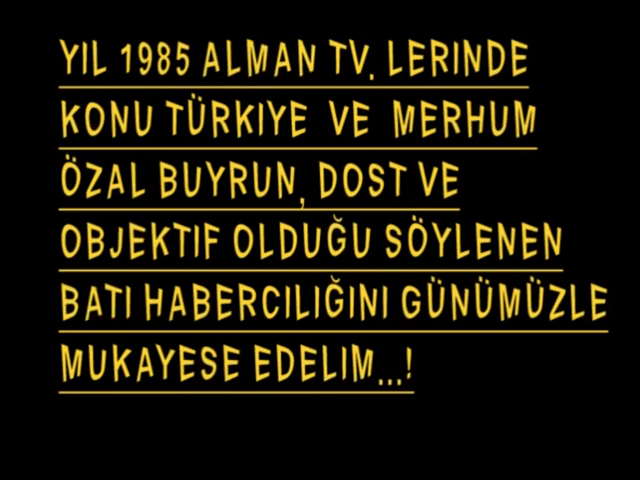 YIL 1985 ALMAN TV. LERINDE
KONU TÜRKIYE VE MERHUM
ÖZAL BUYRUN, DOST VE
OBJEKTIF OLDUĞU SÖYLENEN
BATI HABERCILIĞINI GÜNÜMÜZLE
MUKAYESE EDELIM...!